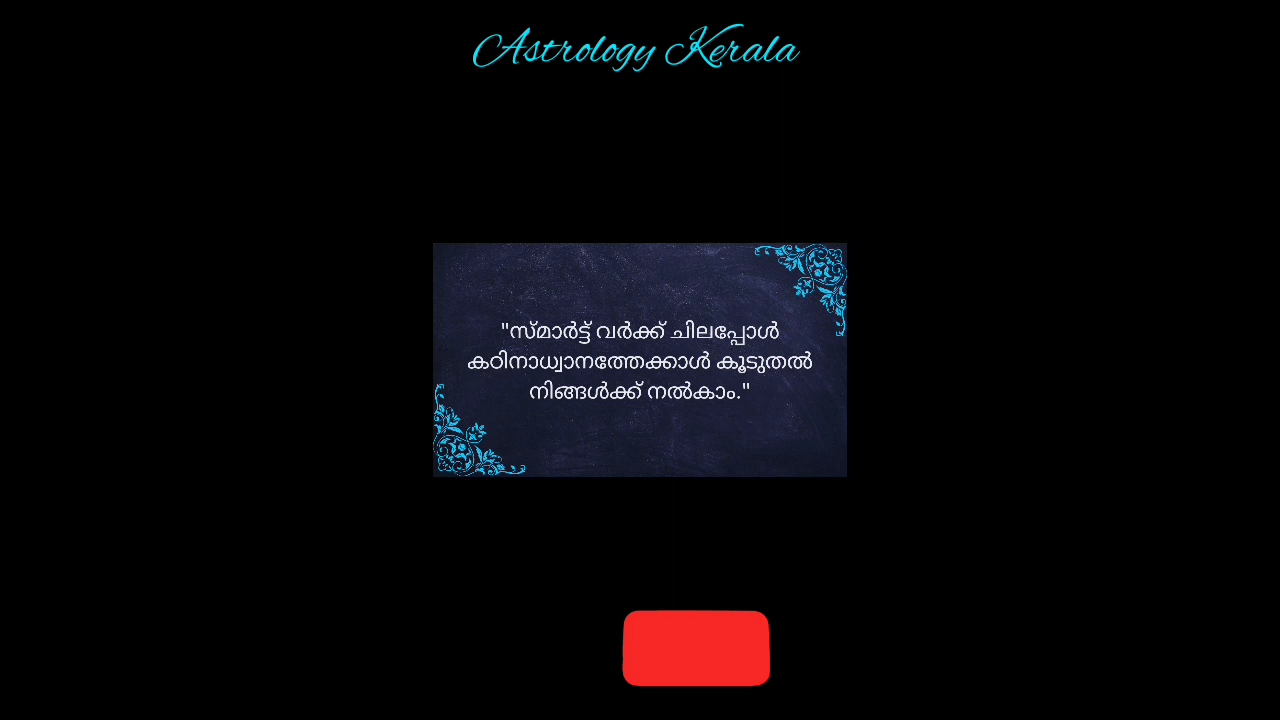 Astrology Kerala
"സ്മാർട്ട് വർക്ക് ചിലപ്പോൾ
കഠിനാധ്വാനത്തേക്കാൾ കൂടുതൽ
നിങ്ങൾക്ക് നൽകാം."